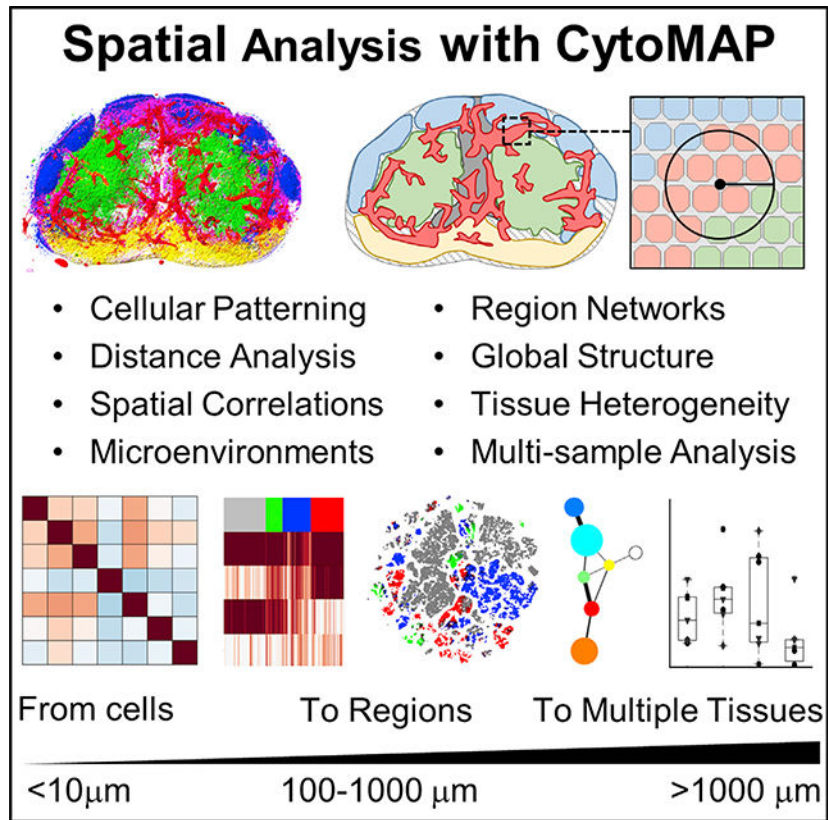 Spatial Analysis with CytoMAP
• Cellular Patterning
• Distance Analysis
• Spatial Correlations
• Microenvironments
• Region Networks
• Global Structure
• Tissue Heterogeneity
• Multi-sample Analysis
From cells
To Regions
To Multiple Tissues
<10μm
100-1000 μm
>1000 μm